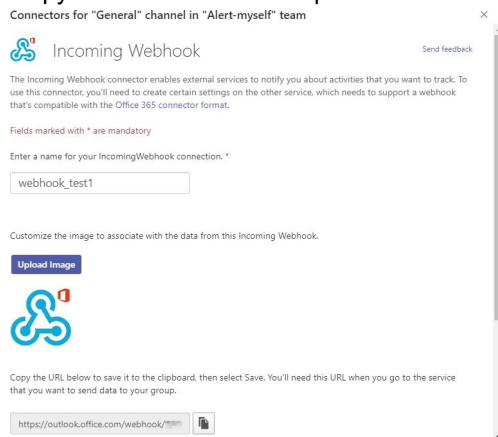 Connectors for "General" channel in "Alert-myself" team
Incoming Webhook
Send feedback
The Incoming Webhook connector enables external services to notify you about activities that you want to track. To
use this connector, you'll need to create certain settings on the other service, which needs to support a webhook
that's compatible with the Office 365 connector format.
Fields marked with * are mandatory
Enter a name for your IncomingWebhook connection. *
webhook_test1
Customize the image to associate with the data from this Incoming Webhook.
Upload Image
Copy the URL below to save it to the clipboard, then select Save. You'll need this URL when you go to the service
that you want to send data to your group.
https://outlook.office.com/webhook/